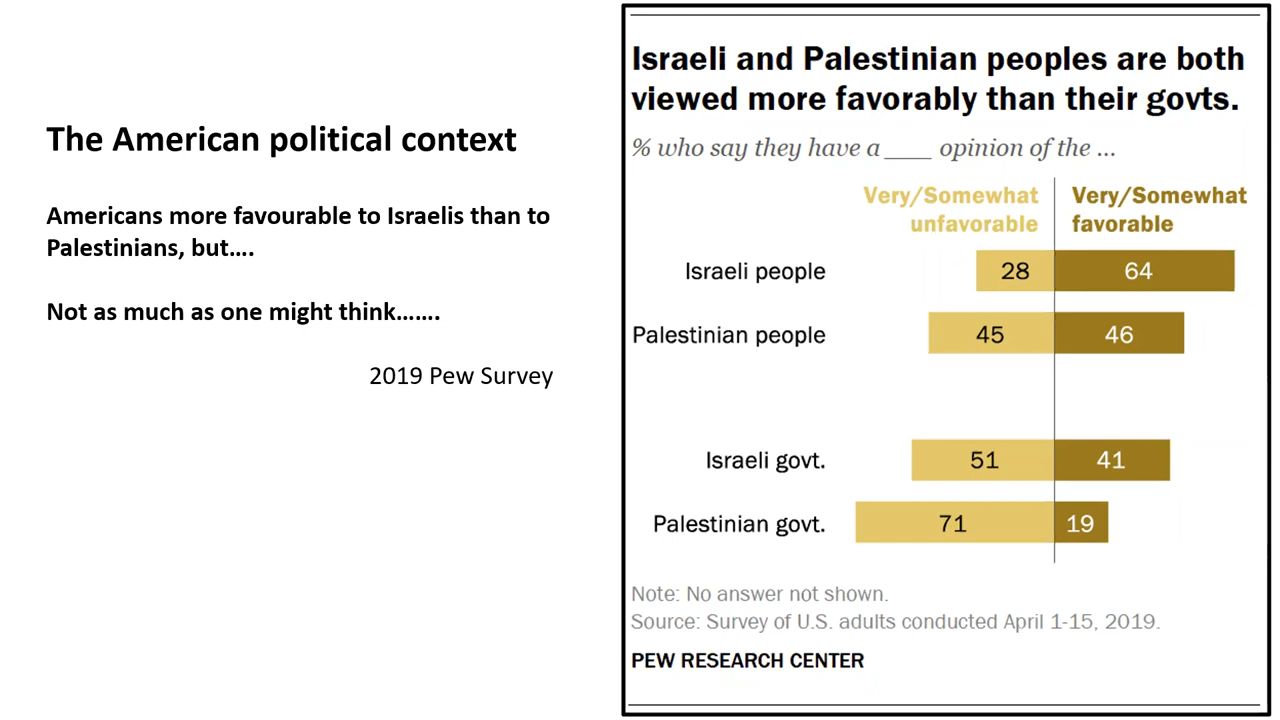 The American political context
Americans more favourable to Israelis than to
Palestinians, but....
Not as much as one might think.......
2019 Pew Survey
Israeli and Palestinian peoples are both
viewed more favorably than their govts.
% who say they have a ____ opinion of the ...
Very/Somewhat unfavorable
Very/Somewhat favorable
Israeli people 28 64
Palestinian people 45 46
Israeli govt. 51 41
Palestinian govt. 71 19
Note: No answer not shown.
Source: Survey of U.S. adults conducted April 1-15, 2019.
PEW RESEARCH CENTER